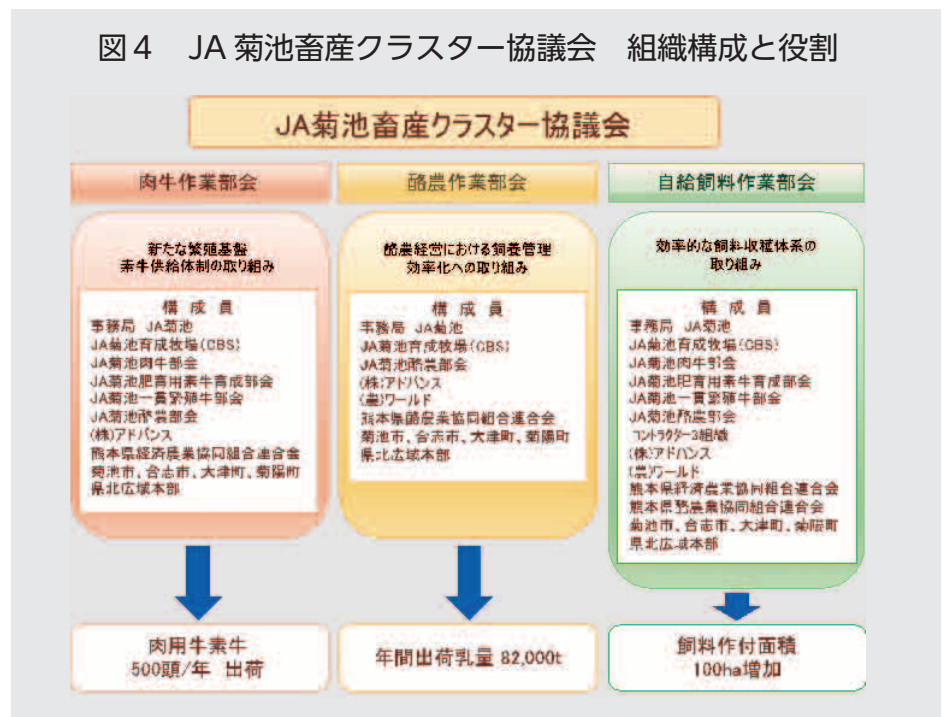 図4 JA 菊池畜産クラスター協議会 組織構成と役割
JA菊池畜産クラスター協議会
肉牛作業部会
新たな繁殖基盤
素牛供給体制の取り組み
構 成 員
事務局 JA菊池
JA菊池育成牧場(CBS)
JA菊池肉牛部会
JA菊池肥育用素牛育成部会
JA菊池一貫繁殖牛部会
JA菊池酪農部会
(株)アドバンス
熊本県経済農業協同組合連合会
菊池市、合志市、大津町、菊陽町
県北広域本部
肉用牛素牛
500頭/年 出荷
酪農作業部会
酪農経営における飼養管理
効率化への取り組み
構 成 員
事務局 JA菊池
JA菊池育成牧場(CBS)
JA菊池酪農部会
(株)アドバンス
(農)ワールド
熊本県酪農業協同組合連合会
菊池市、合志市、大津町、菊陽町
県北広域本部
年間出荷乳量 82,000t
自給飼料作業部会
効率的な飼料収穫体系の
取り組み
構 成 員
事務局 JA菊池
JA菊池育成牧場(CBS)
JA菊池肉牛部会
JA菊池肥育用素牛育成部会
JA菊池一貫繁殖牛部会
JA菊池酪農部会
コントラクター3組織
(株)アドバンス
(農)ワールド
熊本県経済農業協同組合連合会
熊本県酪農業協同組合連合会
菊池市、合志市、大津町、菊陽町
県北広域本部
飼料作付面積
100ha増加